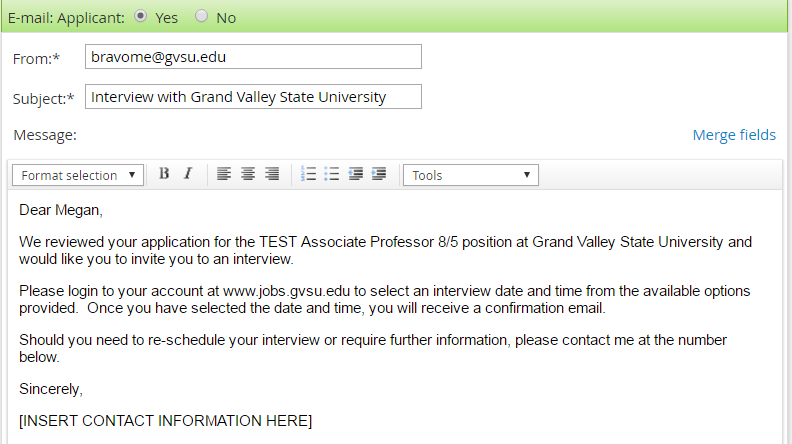 E-mail: Applicant: Yes No
From:* bravome@gvsu.edu
Subject:* Interview with Grand Valley State University
Message: Merge fields
Format selection B I Tools
Dear Megan,
We reviewed your application for the TEST Associate Professor 8/5 position at Grand Valley State University and
would like you to invite you to an interview.
Please login to your account at www.jobs.gvsu.edu to select an interview date and time from the available options
provided.  Once you have selected the date and time, you will receive a confirmation email.
Should you need to re-schedule your interview or require further information, please contact me at the number
below.
Sincerely,
[INSERT CONTACT INFORMATION HERE]